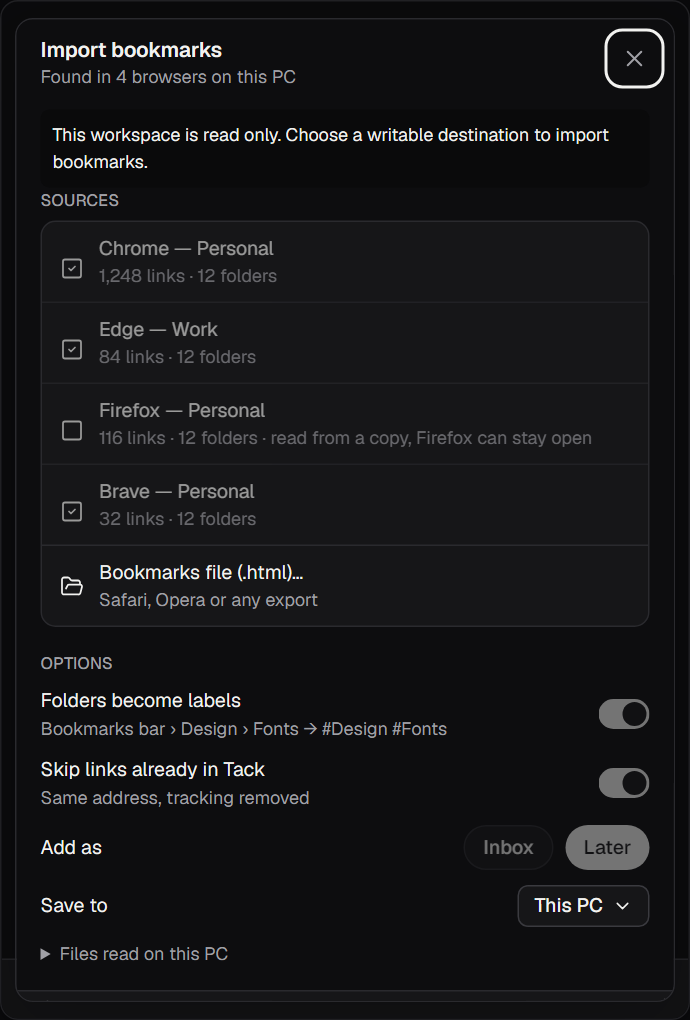 Import bookmarks
Found in 4 browsers on this PC
This workspace is read only. Choose a writable destination to import
bookmarks.
SOURCES
Chrome — Personal
1,248 links · 12 folders
Edge — Work
84 links · 12 folders
Firefox — Personal
116 links · 12 folders · read from a copy, Firefox can stay open
Brave — Personal
32 links · 12 folders
Bookmarks file (.html)…
Safari, Opera or any export
OPTIONS
Folders become labels
Bookmarks bar › Design › Fonts → #Design #Fonts
Skip links already in Tack
Same address, tracking removed
Add as Inbox Later
Save to This PC
Files read on this PC